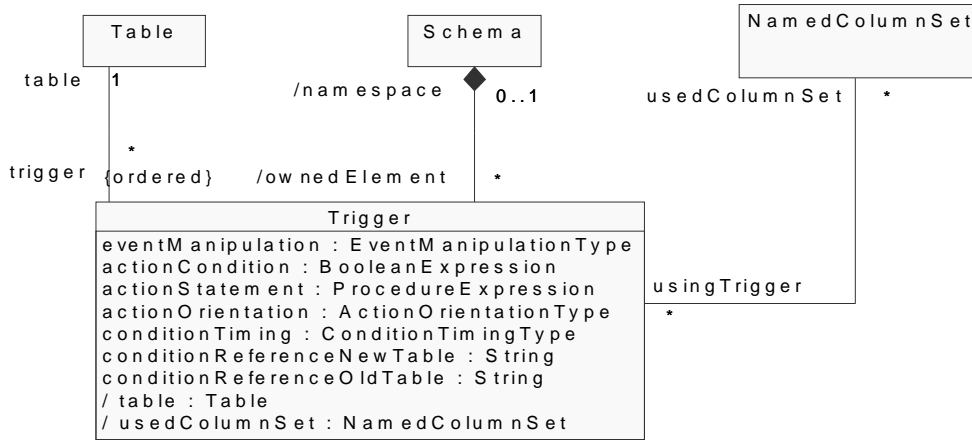 Table
Schema
NamedColumnSet
table
1
/namespace
0..1
usedColumnSet
*
*
trigger
{ordered}
/ownedElement
*
Trigger
eventManipulation : EventManipulationType
actionCondition : BooleanExpression
actionStatement : ProcedureExpression
actionOrientation : ActionOrientationType
conditionTiming : ConditionTimingType
conditionReferenceNewTable : String
conditionReferenceOldTable : String
/ table : Table
/ usedColumnSet : NamedColumnSet
usingTrigger
*